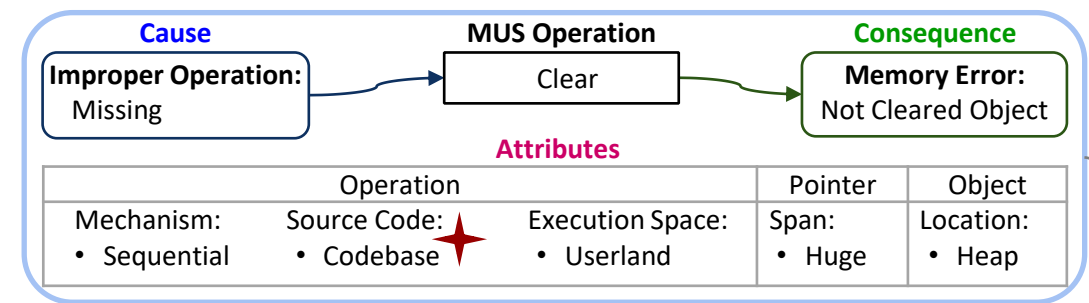 Cause MUS Operation Consequence
Improper Operation:
Missing
Clear
Memory Error:
Not Cleared Object
Attributes
Operation Pointer Object
Mechanism: Source Code: Execution Space: Span: Location:
• Sequential • Codebase • Userland • Huge • Heap